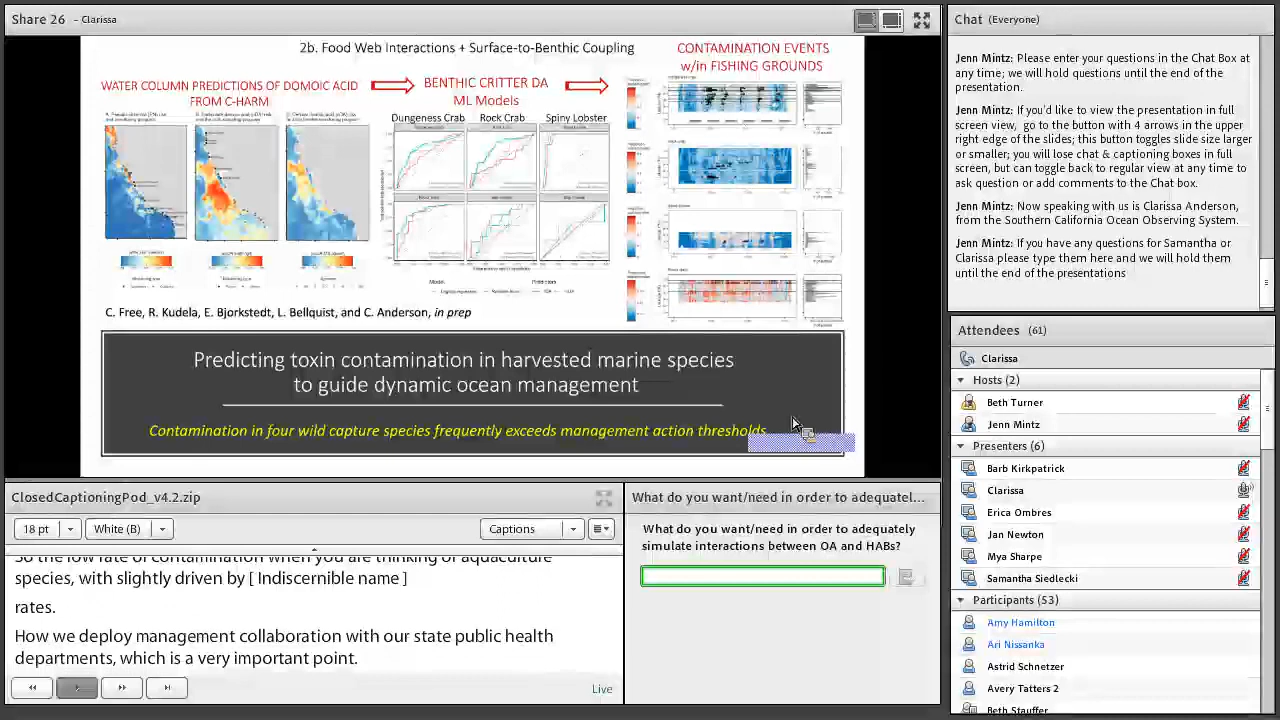 Share 26 - Clarissa
2b. Food Web Interactions + Surface-to-Benthic Coupling
CONTAMINATION EVENTS
w/in FISHING GROUNDS
WATER COLUMN PREDICTIONS OF DOMOIC ACID
FROM C-HARM
BENTHIC CRITTER DA
ML Models
Dungeness Crab Rock Crab Spiny Lobster
C. Free, R. Kudela, E. Bjorkstedt, L. Bellquist, and C. Anderson, in prep
Predicting toxin contamination in harvested marine species
to guide dynamic ocean management
Contamination in four wild capture species frequently exceeds management action thresholds
Chat (Everyone)
Jenn Mintz: Please enter your questions in the Chat Box at
any time; we will hold questions until the end of the
presentation.
Jenn Mintz: If you'd like to view the presentation in full
screen view, go to the button with 4 arrows in the upper
right edge of the slides. This button toggles slide size larger
or smaller; you will lose chat & captioning boxes in full
screen, but can toggle back to regular view at any time to
ask question or add comments to the Chat box.
Jenn Mintz: Now speaking with us is Clarissa Anderson,
from the Southern California Ocean Observing System.
Jenn Mintz: If you have any questions for Samantha or
Clarissa please type them here and we will hold them
until the end of the presentations
Attendees (61)
Clarissa
Hosts (2)
Beth Turner
Jenn Mintz
Presenters (6)
Barb Kirkpatrick
Clarissa
Erica Ombres
Jan Newton
Mya Sharpe
Samantha Siedlecki
Participants (53)
Amy Hamilton
Ari Nissanka
Astrid Schnetzer
Avery Tatters 2
Beth Stauffer
ClosedCaptioningPod_v4.2.zip
18 pt White (B) Captions
So the low rate of contamination when you are thinking of aquaculture
species, with slightly driven by [ Indiscernible name ]
rates.
How we deploy management collaboration with our state public health
departments, which is a very important point.
Live
What do you want/need in order to adequatel...
What do you want/need in order to adequately
simulate interactions between OA and HABs?